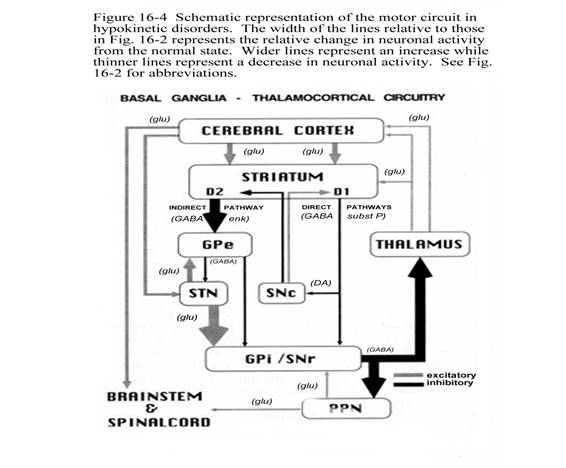 Figure 16-4  Schematic representation of the motor circuit in
hypokinetic disorders.  The width of the lines relative to those
in Fig. 16-2 represents the relative change in neuronal activity
from the normal state.  Wider lines represent an increase while
thinner lines represent a decrease in neuronal activity.  See Fig.
16-2 for abbreviations.
BASAL GANGLIA - THALAMOCORTICAL CIRCUITRY
(glu)
(glu)
CEREBRAL CORTEX
(glu)
(glu)
(glu)
STRIATUM
D2
D1
INDIRECT PATHWAY
DIRECT PATHWAYS
(GABA enk)
(GABA subst P)
GPe
THALAMUS
(GABA)
(glu)
(DA)
STN
SNc
(glu)
GPi /SNr
(GABA)
excitatory
inhibitory
(glu)
BRAINSTEM
&
SPINALCORD
(glu)
PPN